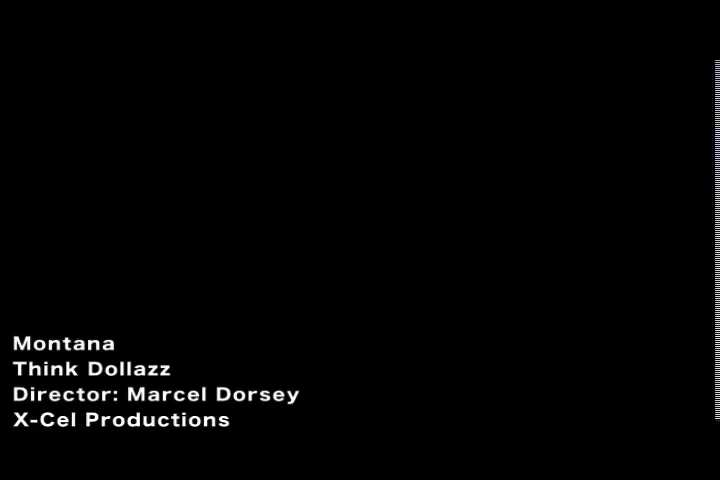 Montana
Think Dollazz
Director: Marcel Dorsey
X-Cel Productions